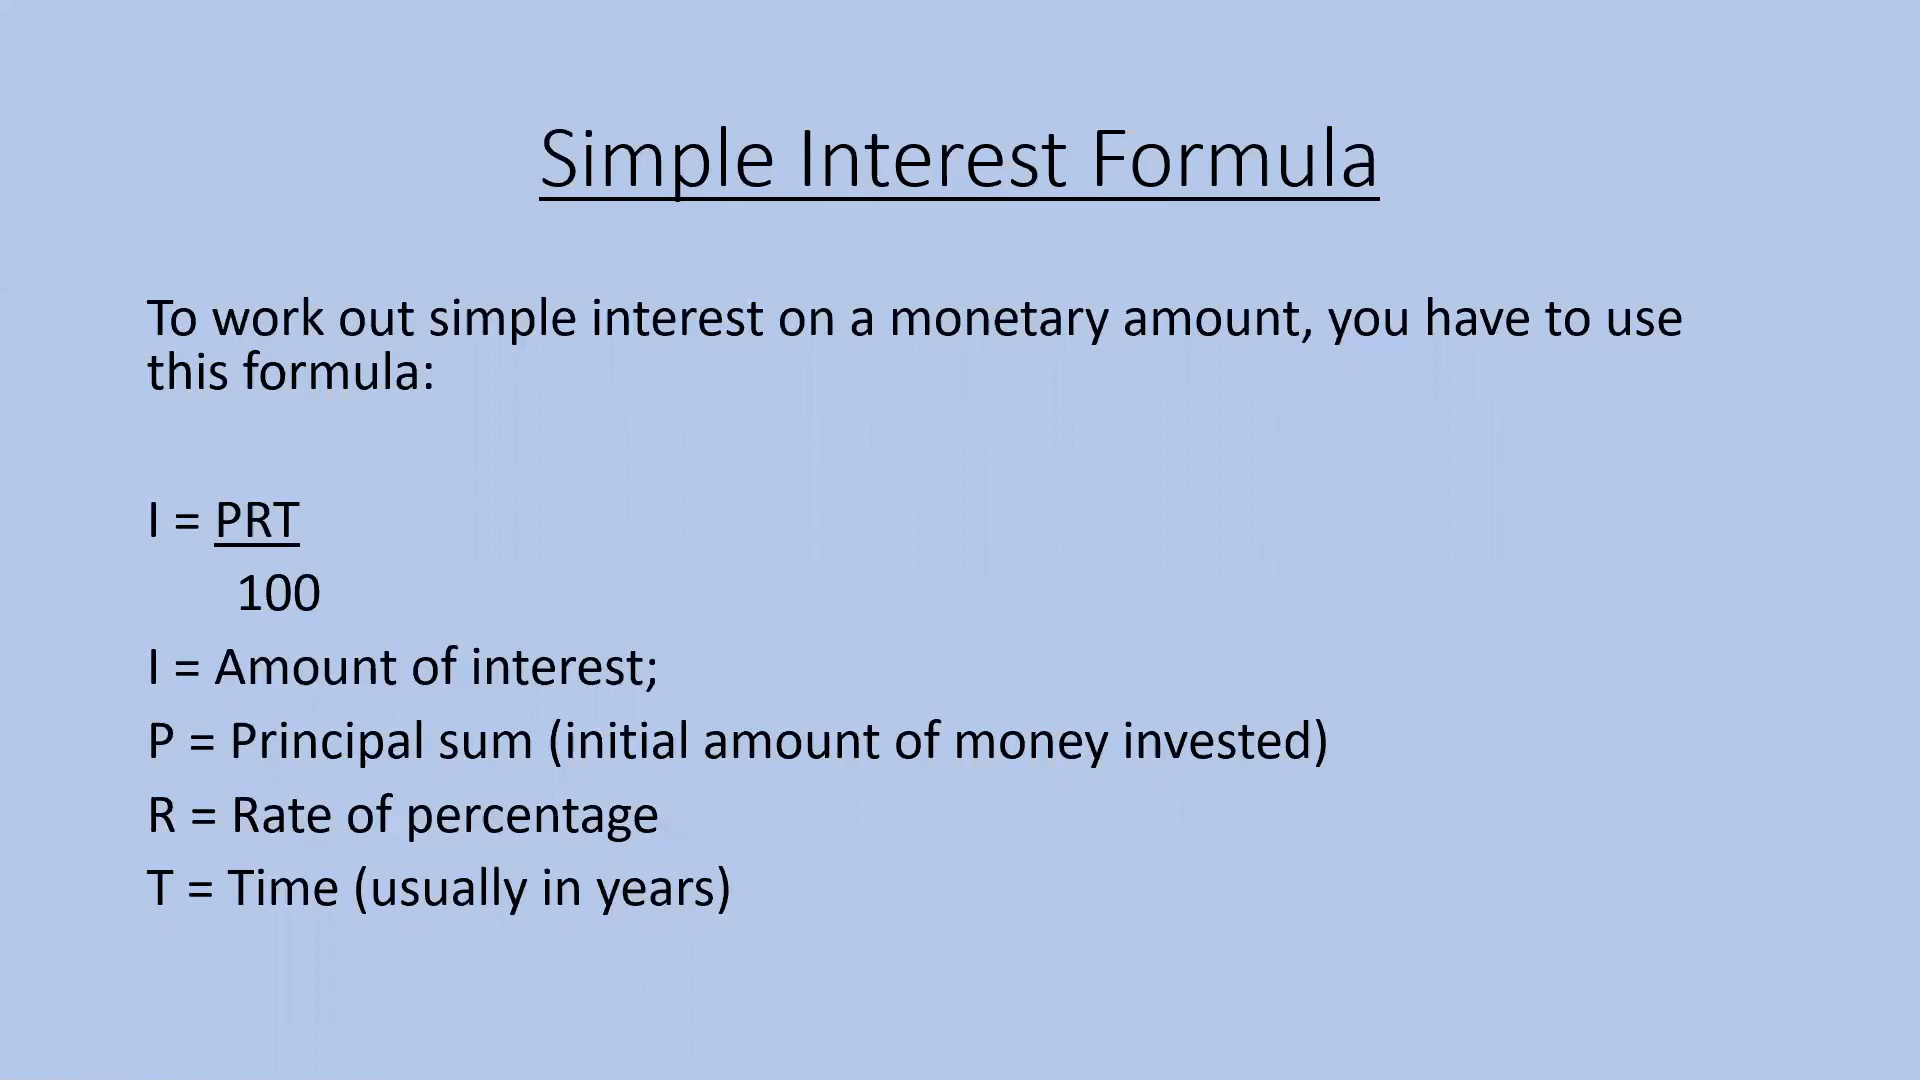 Simple Interest Formula
To work out simple interest on a monetary amount, you have to use
this formula:
I = PRT
100
I = Amount of interest;
P = Principal sum (initial amount of money invested)
R = Rate of percentage
T = Time (usually in years)